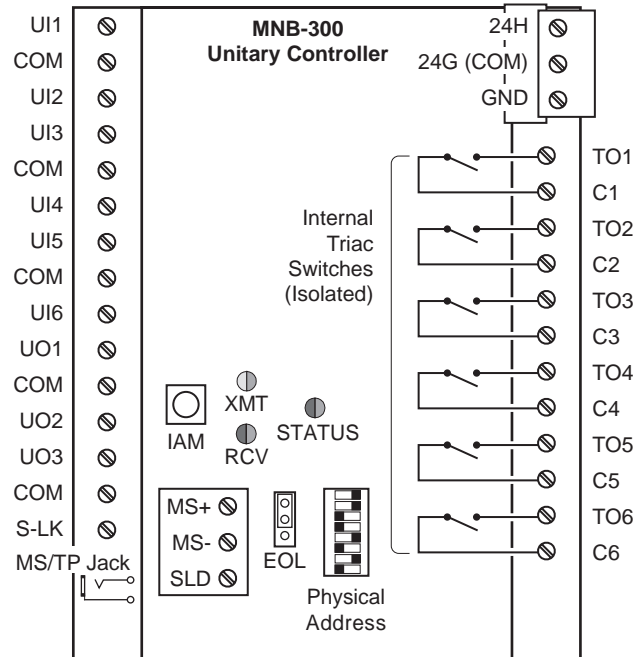 MNB-300
Unitary Controller
UI1
COM
UI2
UI3
COM
UI4
UI5
COM
UI6
UO1
COM
UO2
UO3
COM
S-LK
MS/TP Jack
24H
24G (COM)
GND
TO1
C1
TO2
C2
TO3
C3
TO4
C4
TO5
C5
TO6
C6
Internal
Triac
Switches
(Isolated)
IAM
XMT
RCV
STATUS
MS+
MS-
SLD
EOL
Physical
Address